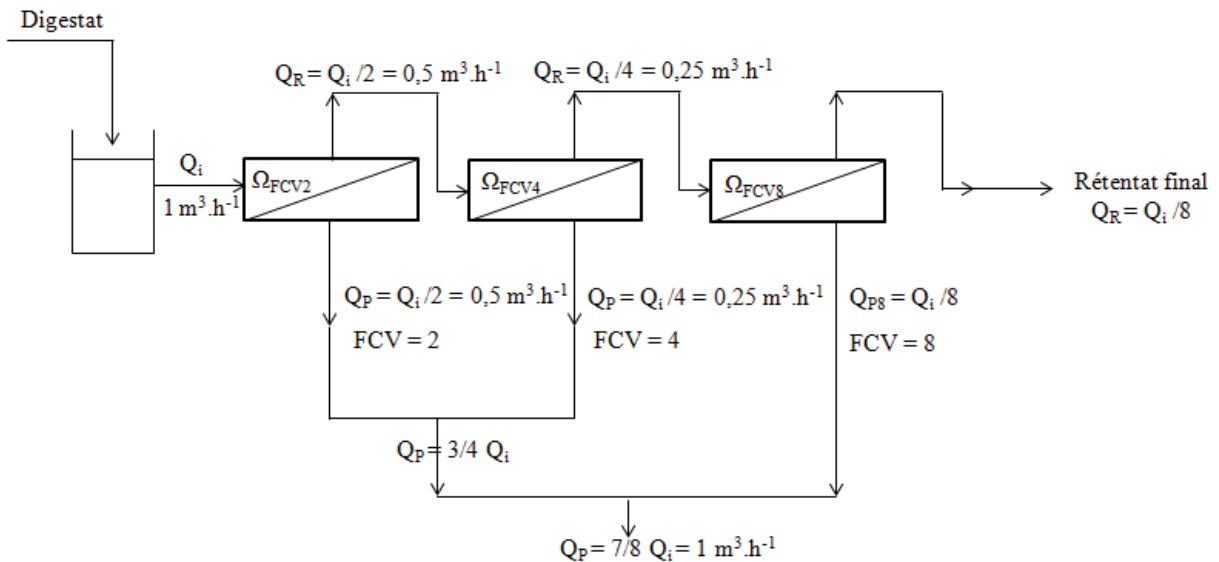 Digestat
Q_R = Q_i /2 = 0,5 m³.h⁻¹
Q_R = Q_i /4 = 0,25 m³.h⁻¹
Q_i
1 m³.h⁻¹
Ω_FCV2
Ω_FCV4
Ω_FCV8
Rétentat final
Q_R = Q_i /8
Q_P = Q_i /2 = 0,5 m³.h⁻¹
FCV = 2
Q_P = Q_i /4 = 0,25 m³.h⁻¹
FCV = 4
Q_P8 = Q_i /8
FCV = 8
Q_P = 3/4 Q_i
Q_P = 7/8 Q_i = 1 m³.h⁻¹